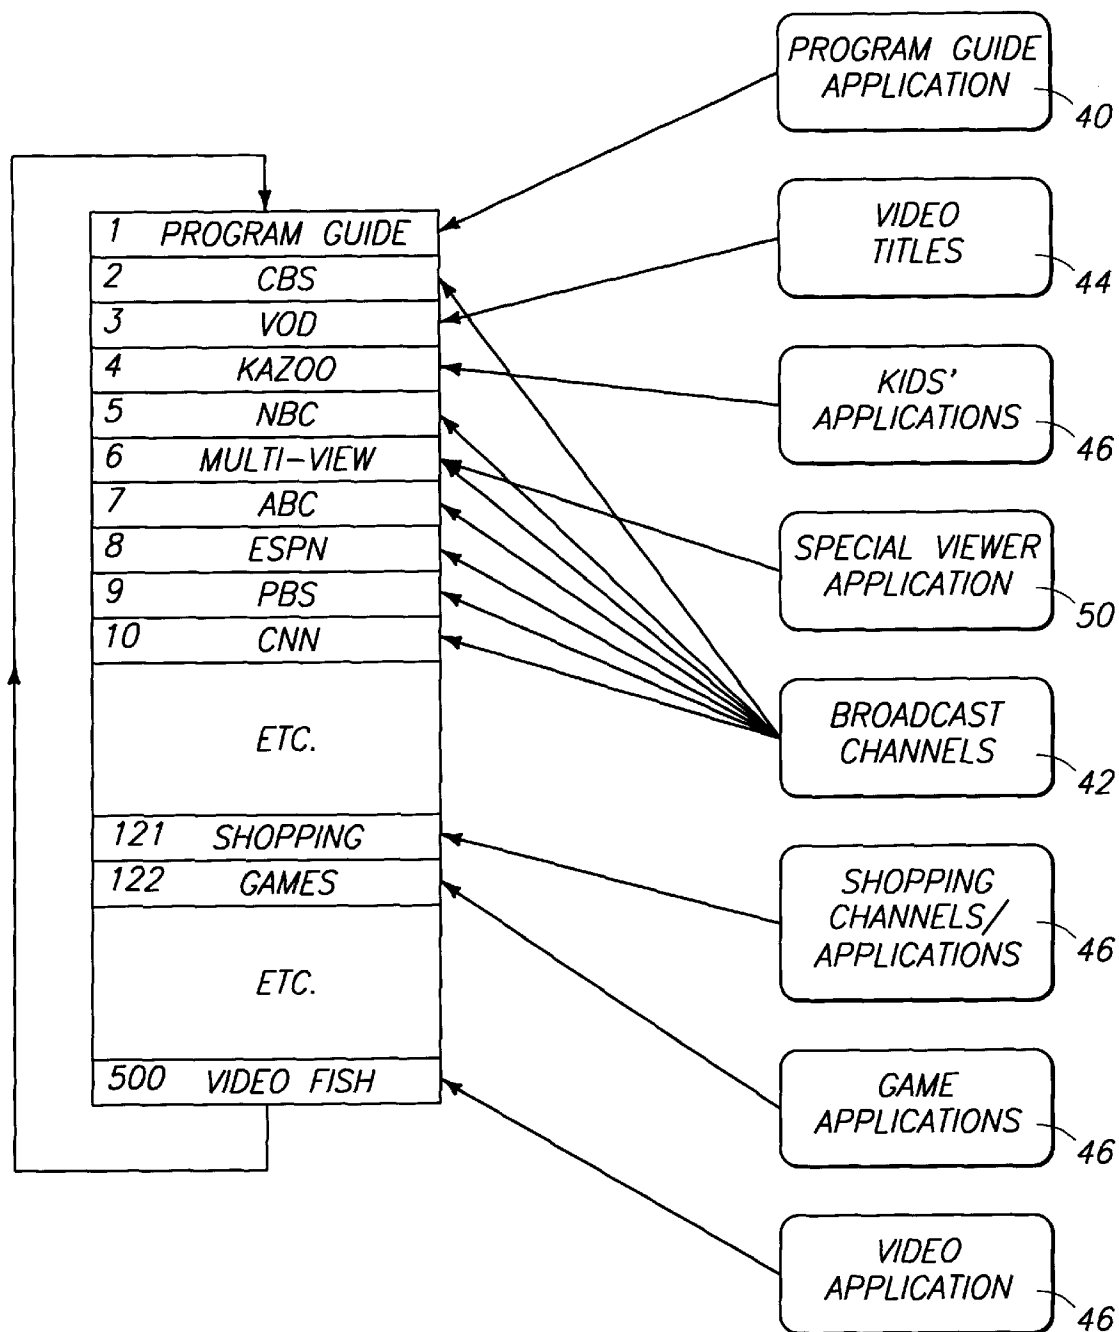 PROGRAM GUIDE
APPLICATION
40
1 PROGRAM GUIDE
2 CBS
3 VOD
4 KAZOO
5 NBC
6 MULTI-VIEW
7 ABC
8 ESPN
9 PBS
10 CNN
ETC.
121 SHOPPING
122 GAMES
ETC.
500 VIDEO FISH
VIDEO
TITLES
44
KIDS'
APPLICATIONS
46
SPECIAL VIEWER
APPLICATION
50
BROADCAST
CHANNELS
42
SHOPPING
CHANNELS/
APPLICATIONS
46
GAME
APPLICATIONS
46
VIDEO
APPLICATION
46